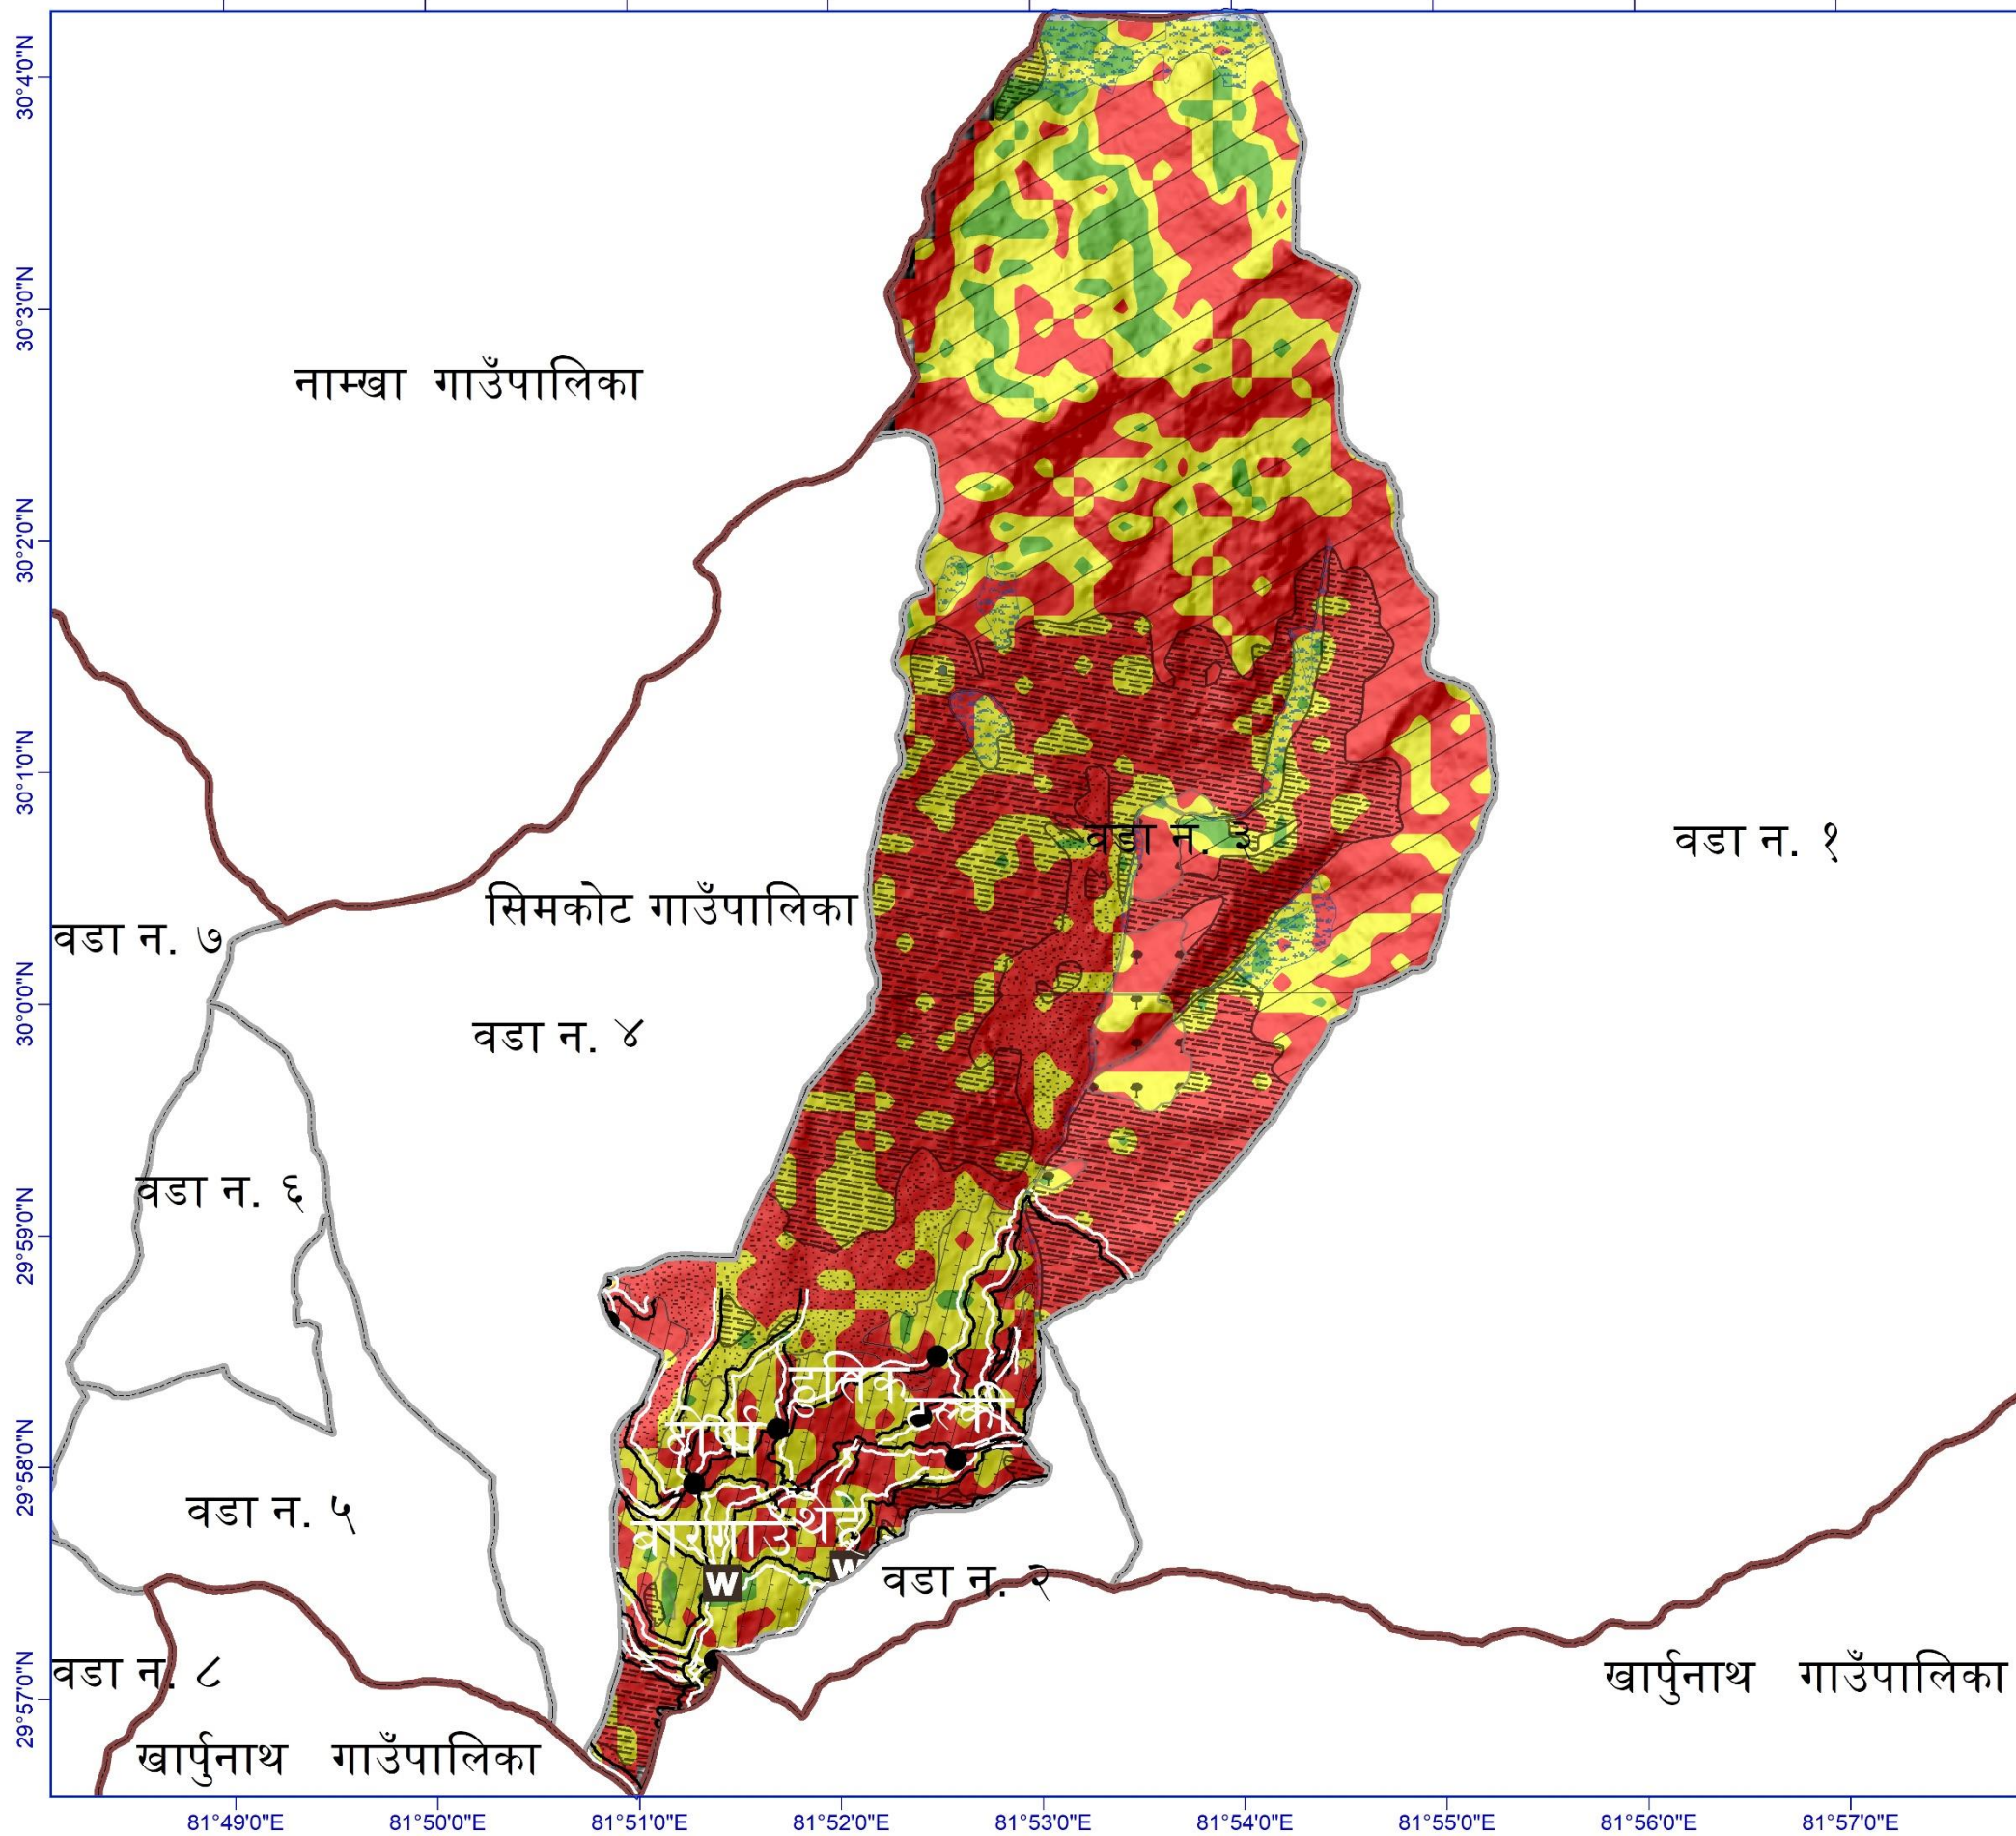 30°4'0"N
30°3'0"N
नाम्खा गाउँपालिका
30°2'0"N
30°1'0"N
वडा न. ३
वडा न. १
सिमकोट गाउँपालिका
वडा न. ७
30°0'0"N
वडा न. ४
वडा न. ६
29°59'0"N
हुतिक
टुल्की
29°58'0"N
वडा न. ५
बारगाउँ
थेहे
W
W
वडा न. २
29°57'0"N
वडा न. ८
खार्पुनाथ गाउँपालिका
खार्पुनाथ गाउँपालिका
81°49'0"E 81°50'0"E 81°51'0"E 81°52'0"E 81°53'0"E 81°54'0"E 81°55'0"E 81°56'0"E 81°57'0"E